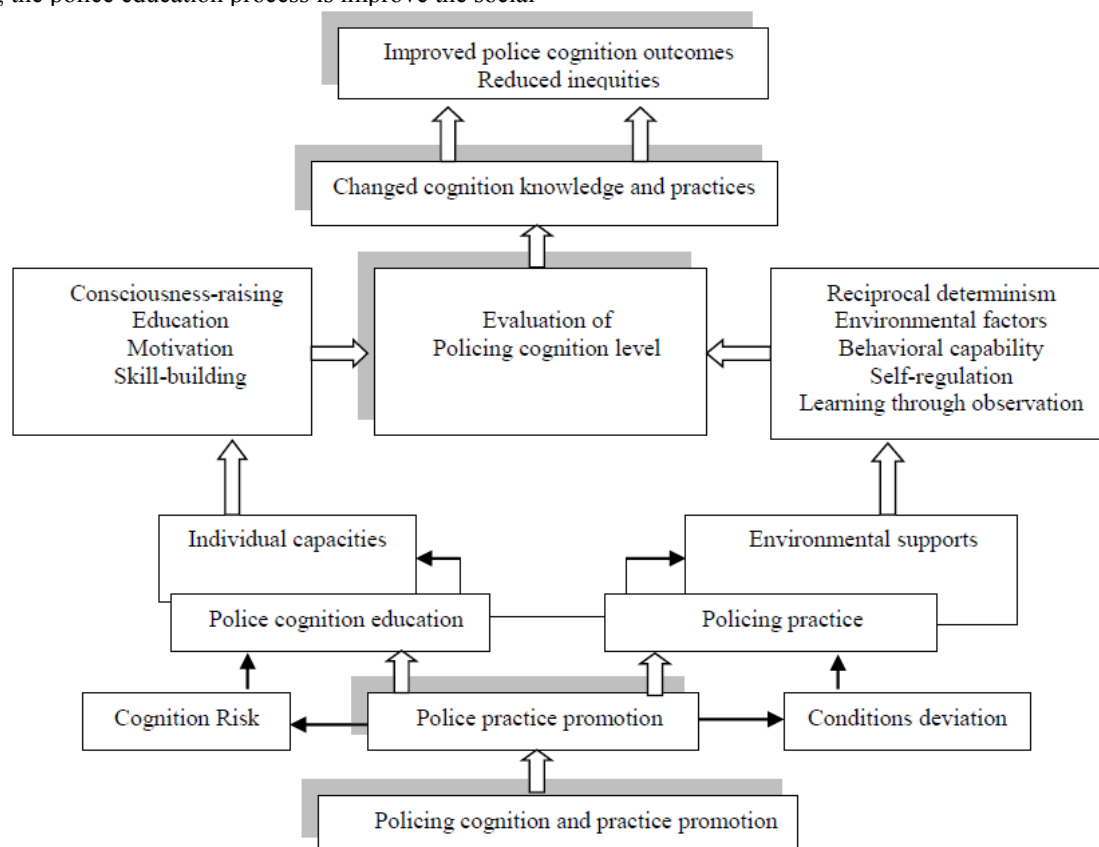 g the police education process is improve the social
Improved police cognition outcomes
Reduced inequities
Changed cognition knowledge and practices
Consciousness-raising
Education
Motivation
Skill-building
Evaluation of
Policing cognition level
Reciprocal determinism
Environmental factors
Behavioral capability
Self-regulation
Learning through observation
Individual capacities
Environmental supports
Police cognition education
Policing practice
Cognition Risk
Police practice promotion
Conditions deviation
Policing cognition and practice promotion